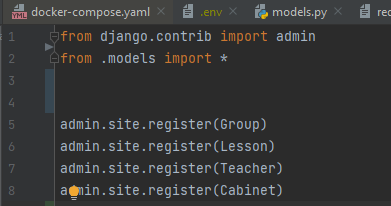 docker-compose.yaml .env models.py
1 from django.contrib import admin
2 from .models import *
3
4
5 admin.site.register(Group)
6 admin.site.register(Lesson)
7 admin.site.register(Teacher)
8 admin.site.register(Cabinet)